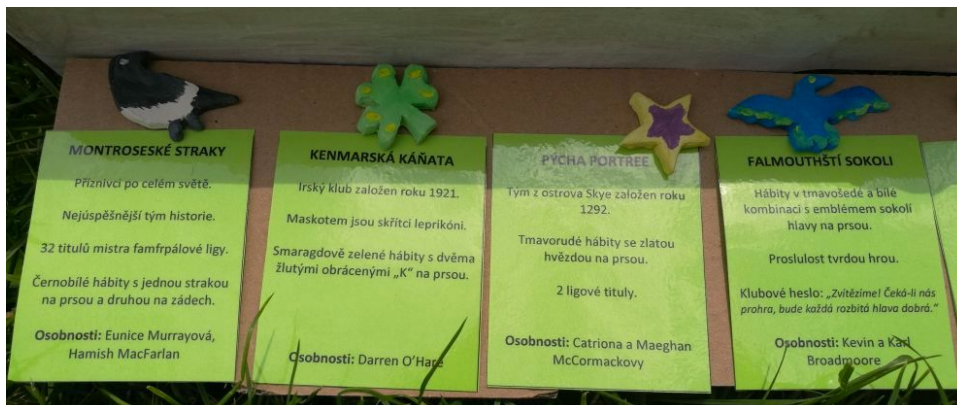 MONTROSESKÉ STRAKY
Příznivci po celém světě.
Nejúspěšnější tým historie.
32 titulů mistra famfrpálové ligy.
Černobílé hábity s jednou strakou
na prsou a druhou na zádech.
Osobnosti: Eunice Murrayová,
Hamish MacFarlan
KENMARSKÁ KÁŇATA
Irský klub založen roku 1921.
Maskotem jsou skřítci leprikóni.
Smaragdově zelené hábity s dvěma
žlutými obrácenými „K“ na prsou.
Osobnosti: Darren O'Hare
PÝCHA PORTREE
Tým z ostrova Skye založen roku
1292.
Tmavorudé hábity se zlatou
hvězdou na prsou.
2 ligové tituly.
Osobnosti: Catriona a Maeghan
McCormackovy
FALMOUTHŠTÍ SOKOLI
Hábity v tmavošedé a bílé
kombinaci s emblémem sokolí
hlavy na prsou.
Proslulost tvrdou hrou.
Klubové heslo: „Zvítězíme! Čeká-li nás
prohra, bude každá rozbitá hlava dobrá.“
Osobnosti: Kevin a Karl
Broadmoore